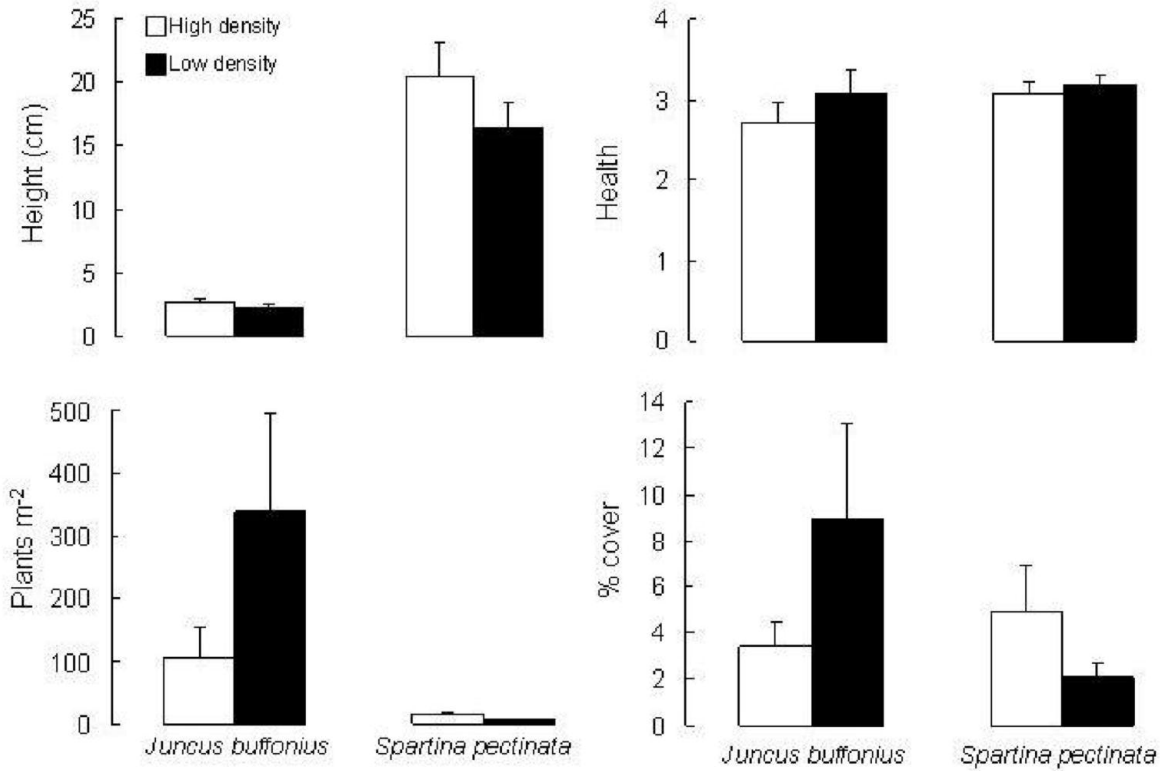 High density
Low density
25
20
15
10
5
0
Height (cm)
4
3
2
1
0
Health
500
400
300
200
100
0
Plants m-2
Juncus buffonius
Spartina pectinata
14
12
10
8
6
4
2
0
% cover
Juncus buffonius
Spartina pectinata